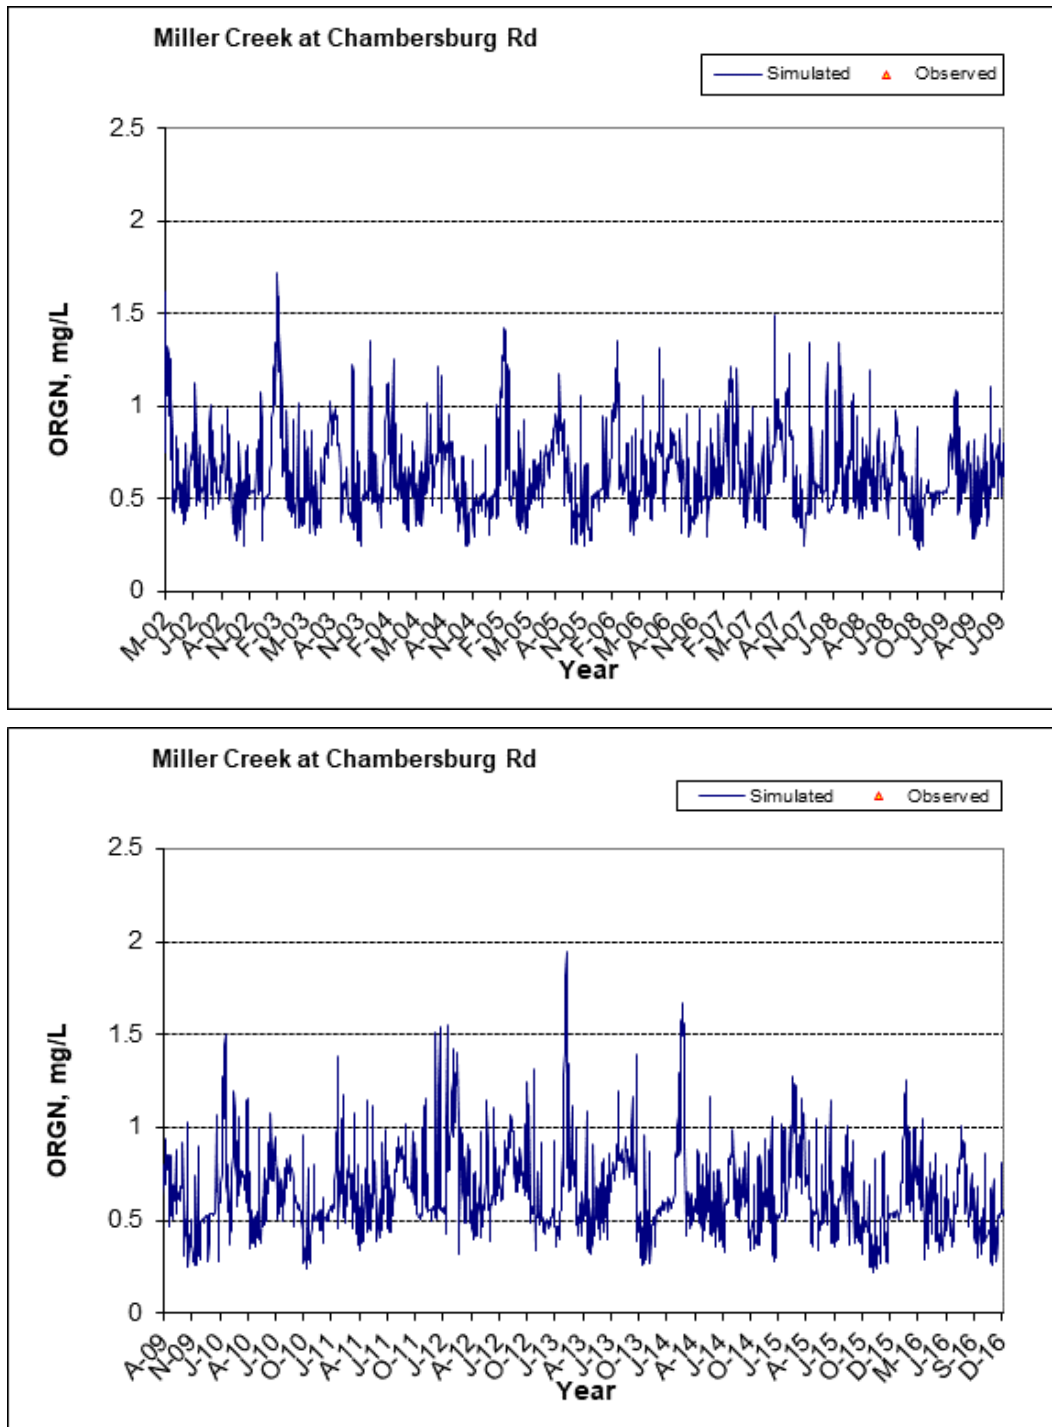 Miller Creek at Chambersburg Rd
Simulated Observed
2.5
2
1.5
1
0.5
0
ORGN, mg/L
M-02 J-02 A-02 N-02 F-03 M-03 A-03 N-03 F-04 M-04 A-04 N-04 F-05 M-05 A-05 N-05 F-06 M-06 A-06 N-06 F-07 M-07 A-07 N-07 J-08 A-08 J-08 O-08 J-09 A-09 J-09
Year
Miller Creek at Chambersburg Rd
Simulated Observed
2.5
2
1.5
1
0.5
0
ORGN, mg/L
A-09 N-09 J-10 A-10 J-10 O-10 J-11 A-11 J-11 O-11 J-12 A-12 J-12 O-12 J-13 A-13 J-13 O-13 J-14 A-14 J-14 O-14 J-15 A-15 J-15 O-15 D-15 M-16 J-16 S-16 D-16
Year